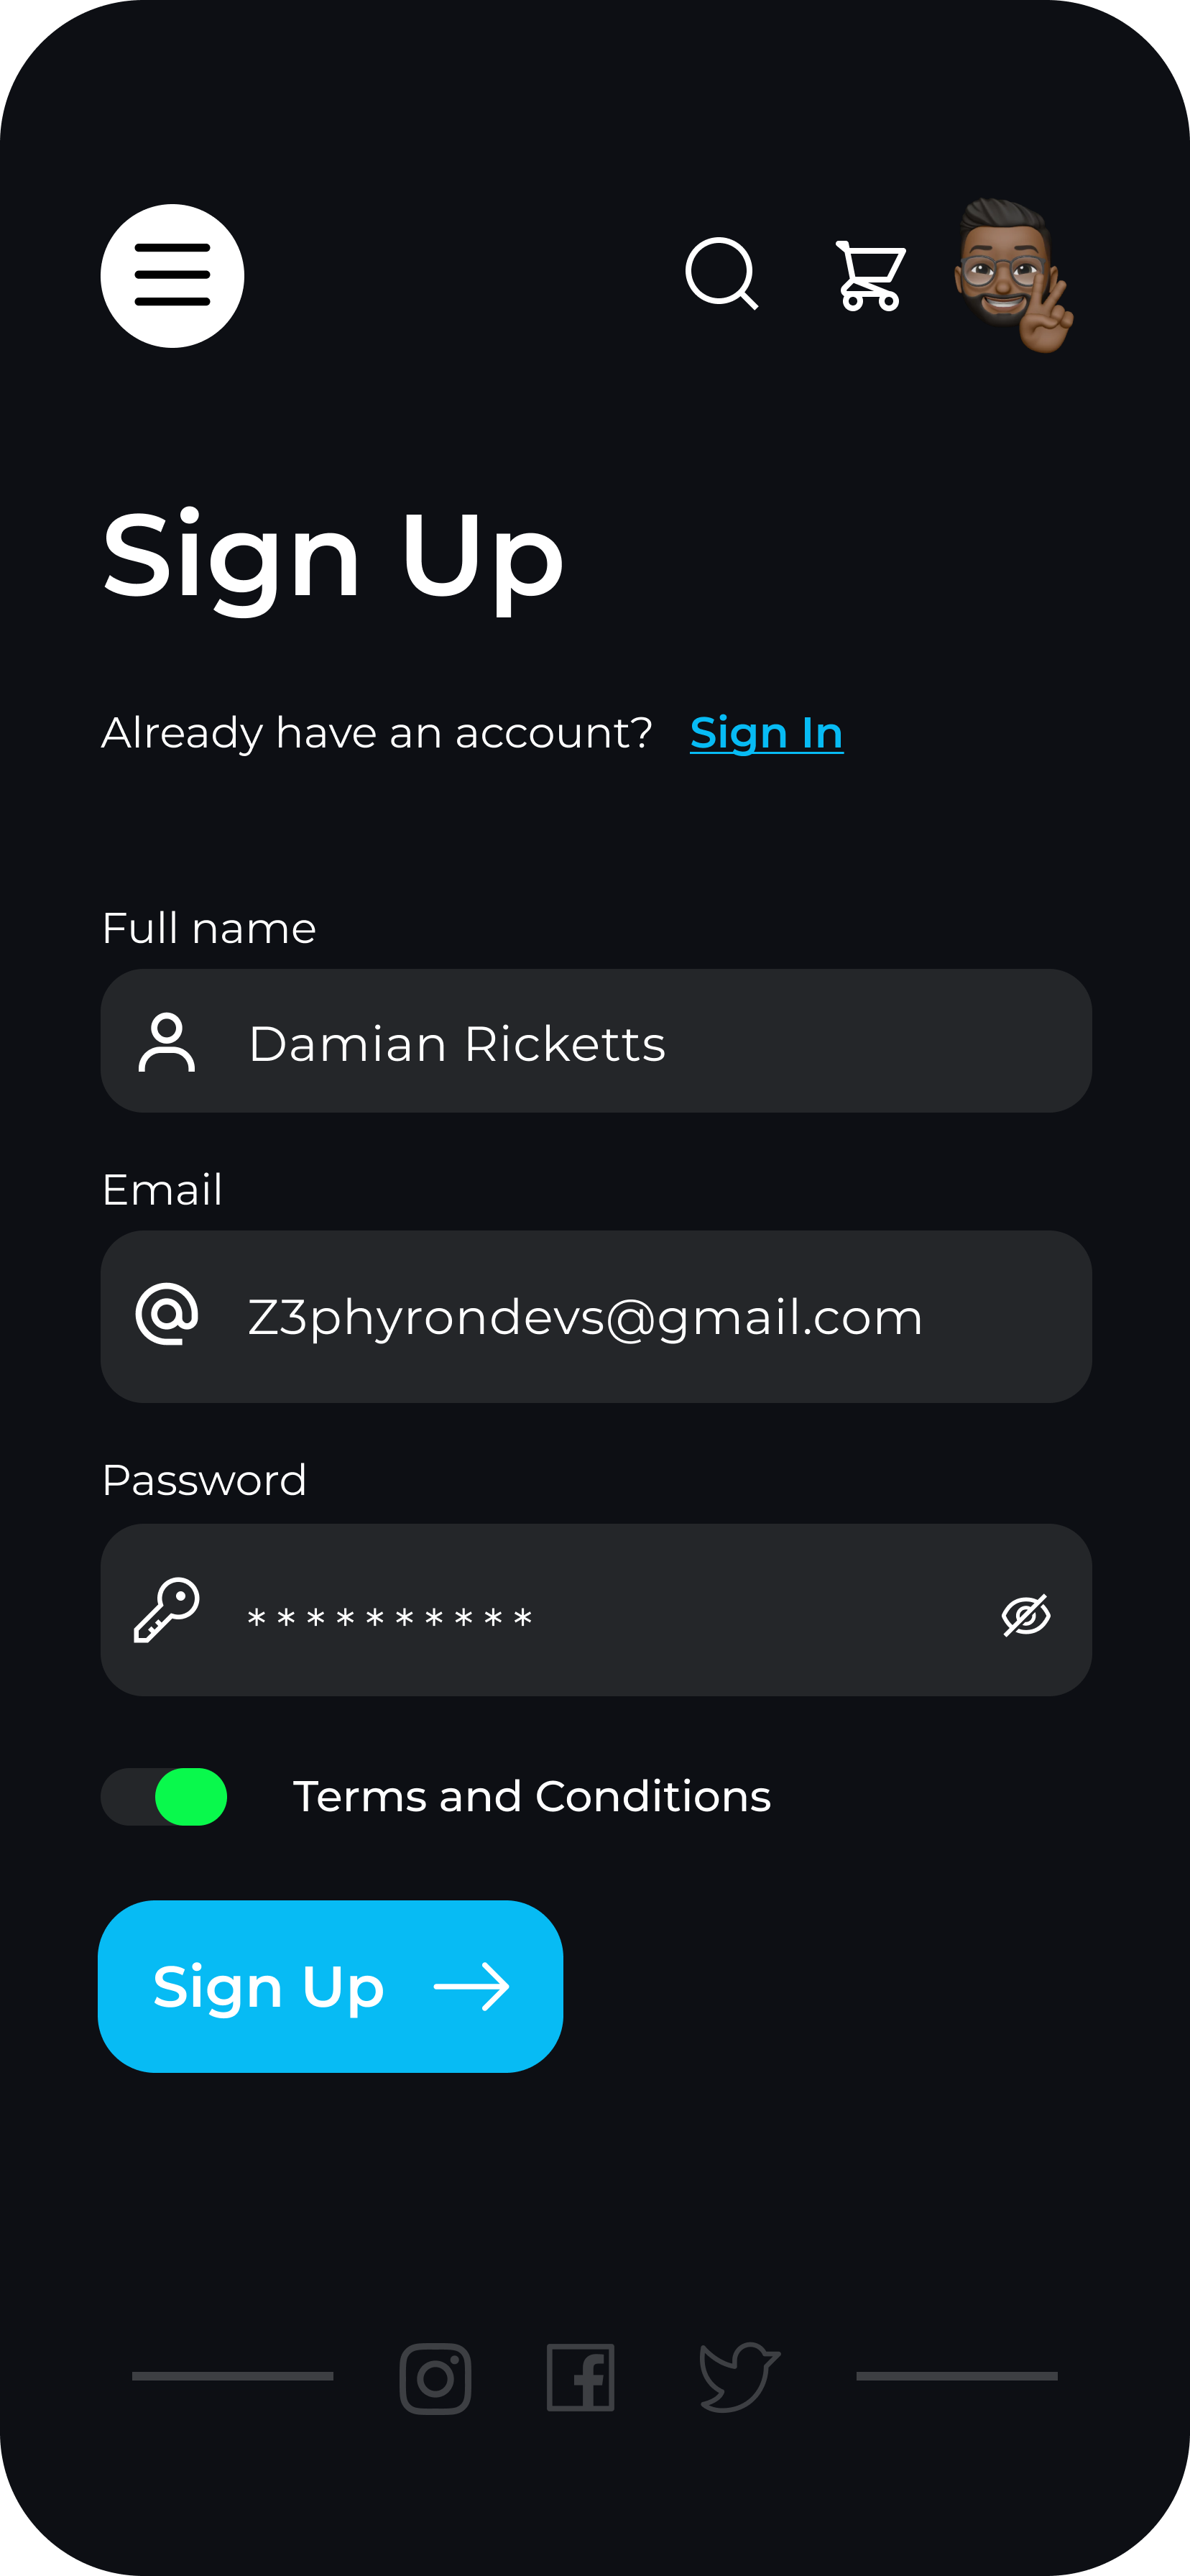 Sign Up
Already have an account? Sign In
Full name
Damian Ricketts
Email
Z3phyrondevs@gmail.com
Password
* * * * * * * * * *
Terms and Conditions
Sign Up